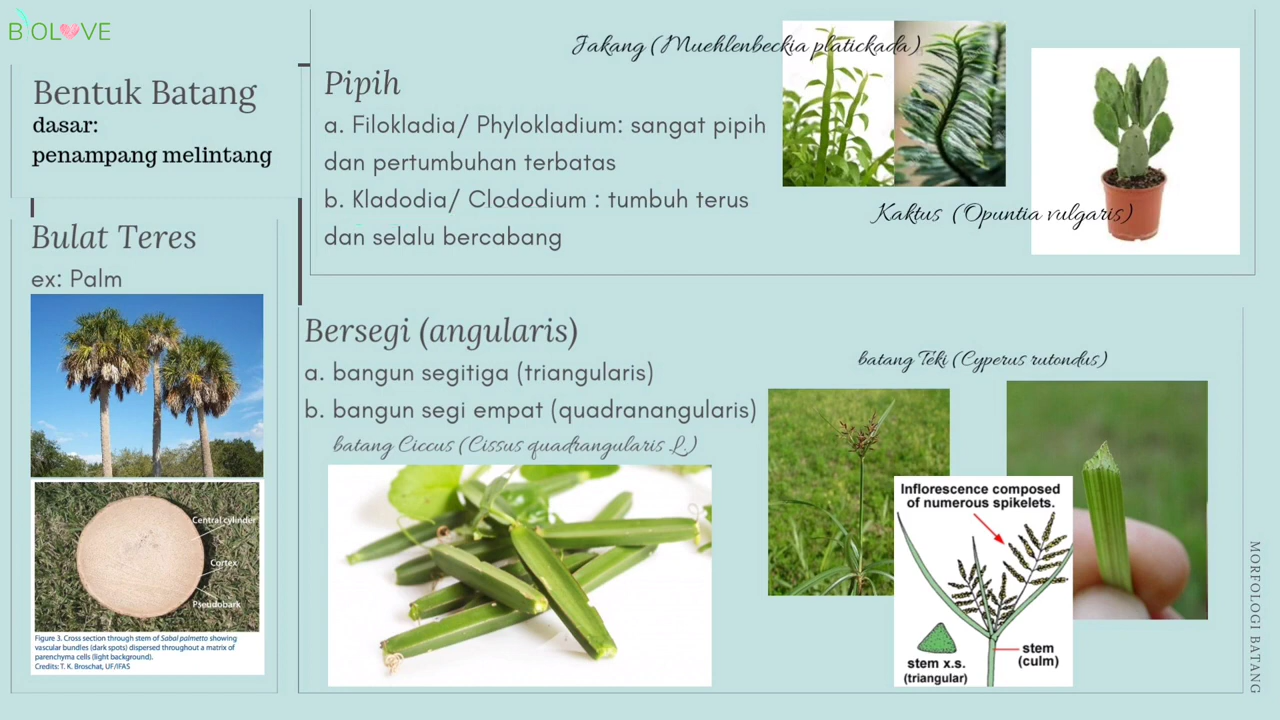 BIOLOVE
Bentuk Batang
dasar:
penampang melintang
Bulat Teres
ex: Palm
Central cylinder
Cortex
Pseudobark
Figure 3. Cross section through stem of Sabal palmetto showing
vascular bundles (dark spots) dispersed throughout a matrix of
parenchyma cells (light background).
Credits: T. K. Broschat, UF/IFAS
Jakang (Muehlenbeckia platickada)
Pipih
a. Filokladia/ Phylokladium: sangat pipih
dan pertumbuhan terbatas
b. Kladodia/ Clododium : tumbuh terus
dan selalu bercabang
Kaktus (Opuntia vulgaris)
Bersegi (angularis)
a. bangun segitiga (triangularis)
b. bangun segi empat (quadranangularis)
batang Ciccus (Cissus quadrangularis L.)
batang Teki (Cyperus rutondus)
Inflorescence composed
of numerous spikelets.
stem x.s.
(triangular)
stem
(culm)
MORFOLOGI BATANG